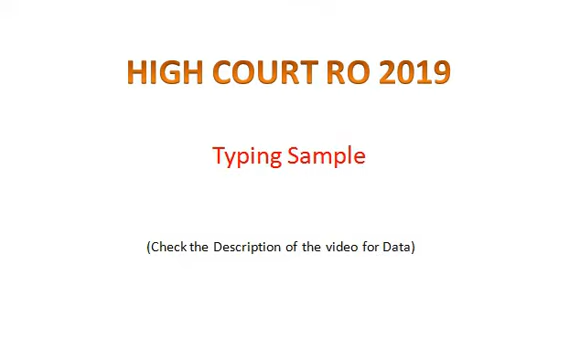 HIGH COURT RO 2019
Typing Sample
(Check the Description of the video for Data)